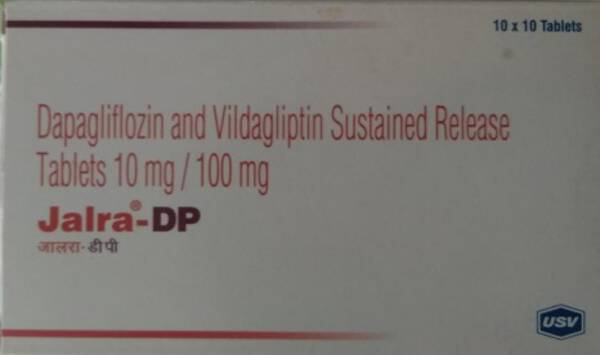 10 x 10 Tablets
Dapagliflozin and Vildagliptin Sustained Release
Tablets 10 mg / 100 mg
Jalra®-DP
जालरा-डीपी
USV